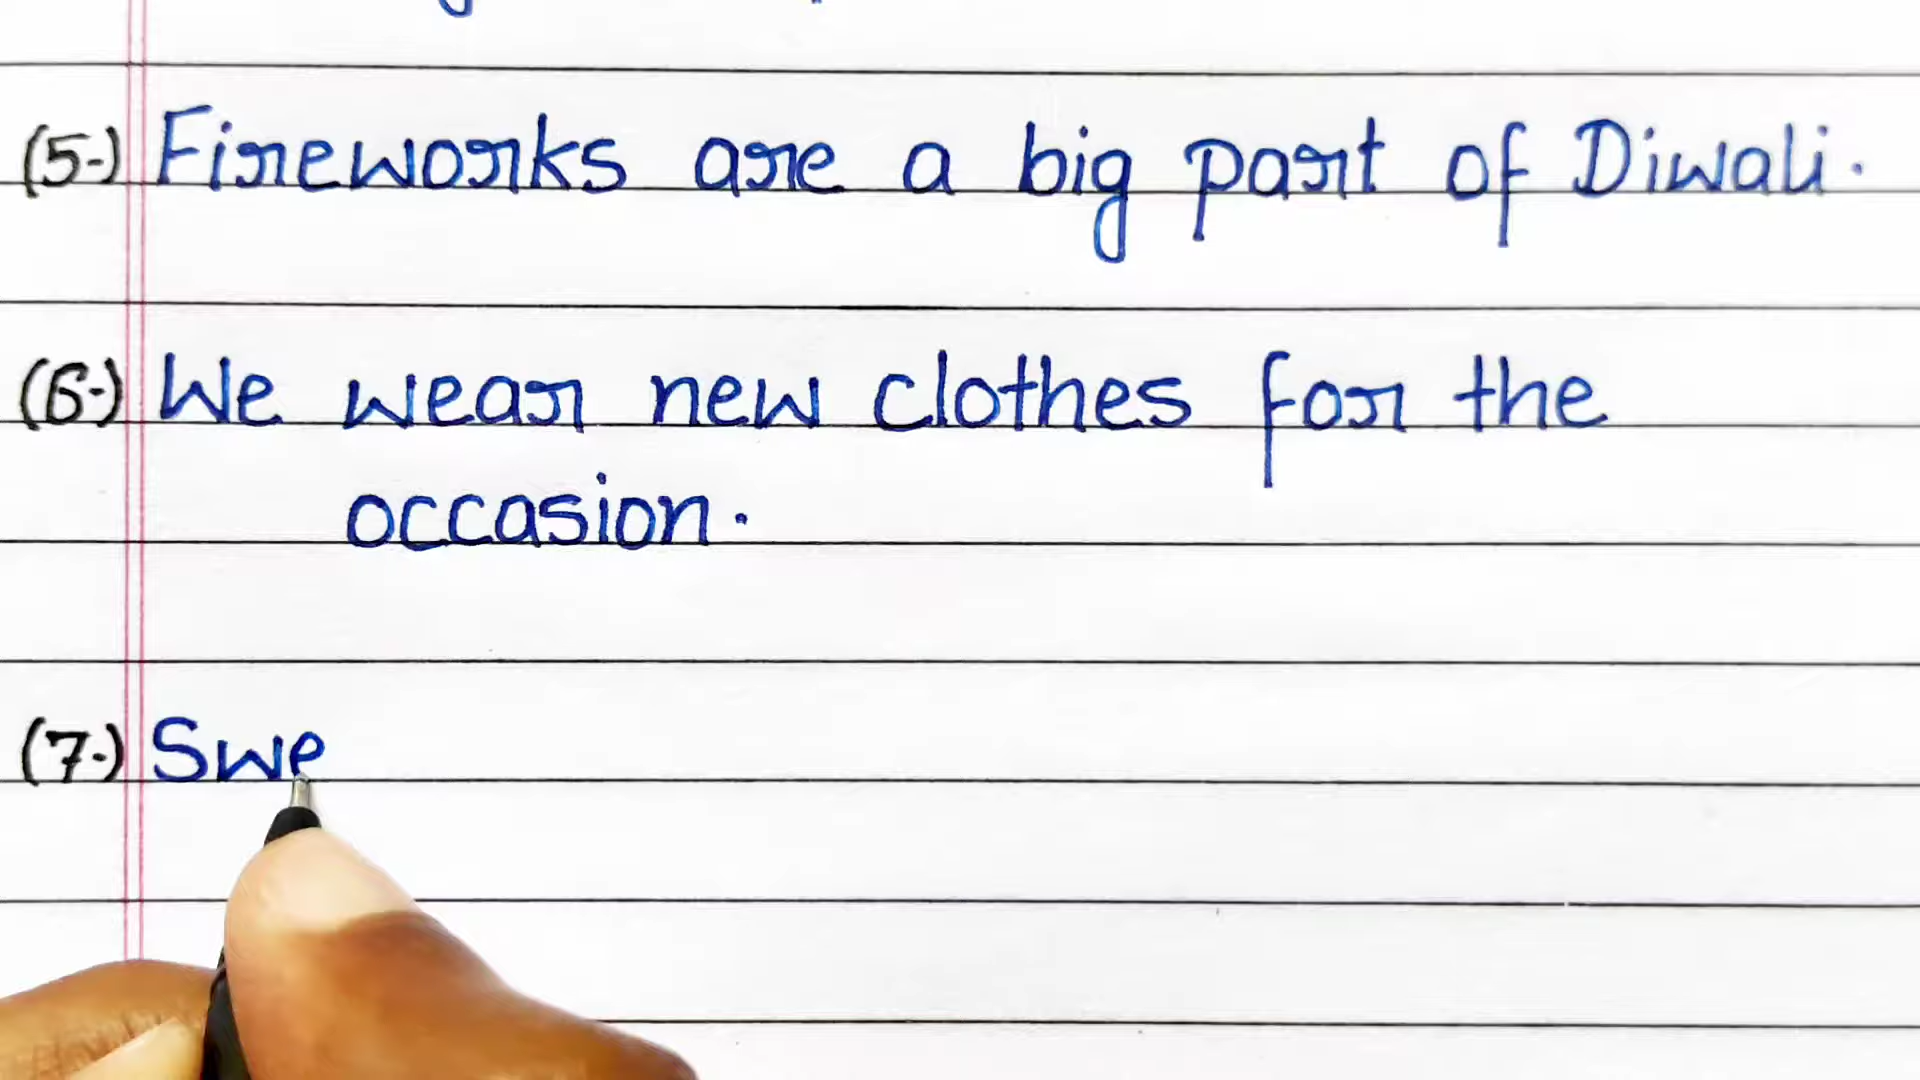 (5.) Fireworks are a big part of Diwali.
(6.) We wear new clothes for the
occasion.
(7.) Swe